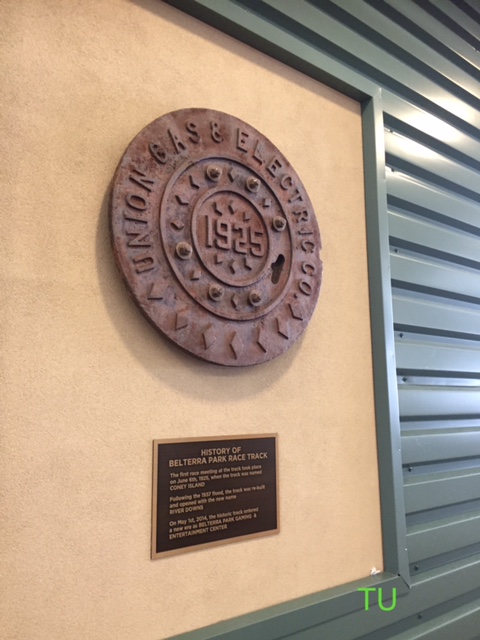 UNION GAS & ELECTRIC CO.
1925
HISTORY OF
BELTERRA PARK RACE TRACK
The first race meeting at the track took place
on June 6th, 1925, when the track was named
CONEY ISLAND
Following the 1937 flood, the track was re-built
and opened with the new name
RIVER DOWNS
On May 1st, 2014, the historic track entered
a new era as BELTERRA PARK GAMING &
ENTERTAINMENT CENTER
TU